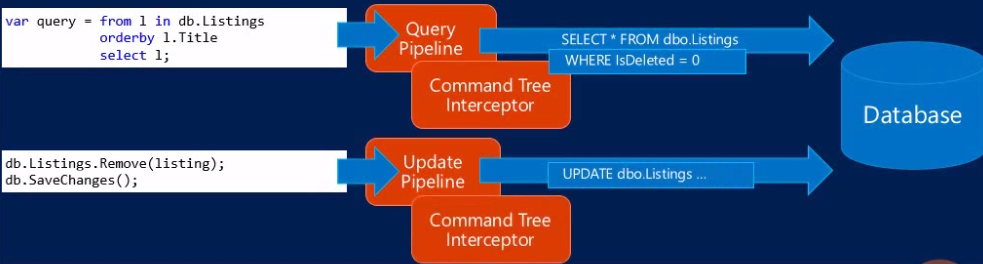 var query = from l in db.Listings
orderby l.Title
select l;
Query
Pipeline
Command Tree
Interceptor
SELECT * FROM dbo.Listings
WHERE IsDeleted = 0
Database
db.Listings.Remove(listing);
db.SaveChanges();
Update
Pipeline
Command Tree
Interceptor
UPDATE dbo.Listings ...